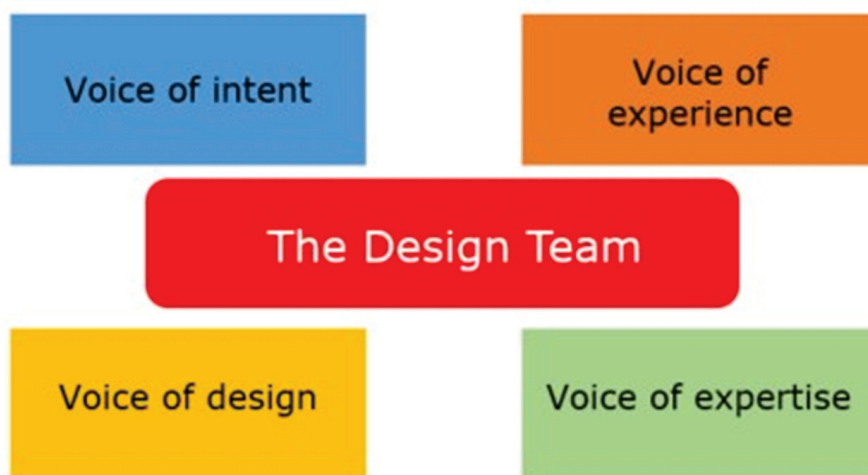 Voice of intent
Voice of
experience
The Design Team
Voice of design
Voice of expertise